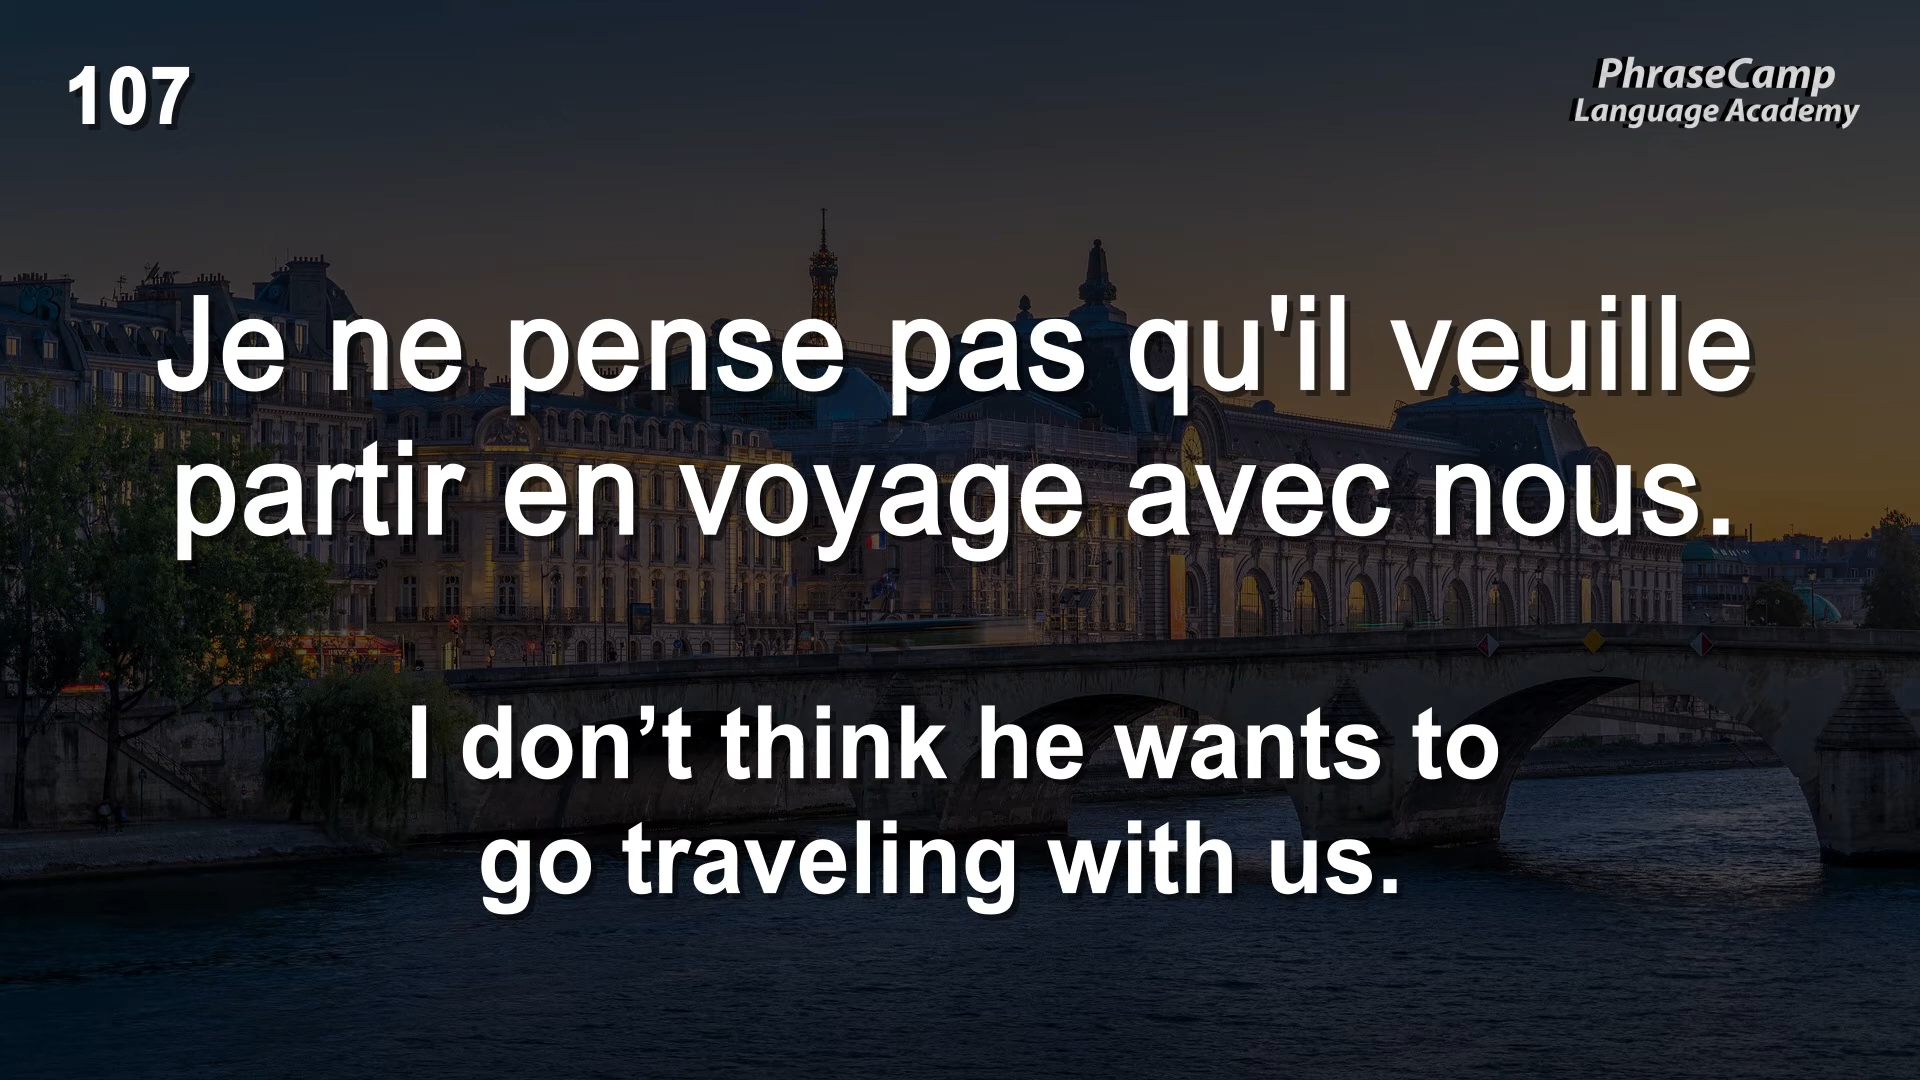 107
PhraseCamp
Language Academy
Je ne pense pas qu'il veuille
partir en voyage avec nous.
I don’t think he wants to
go traveling with us.